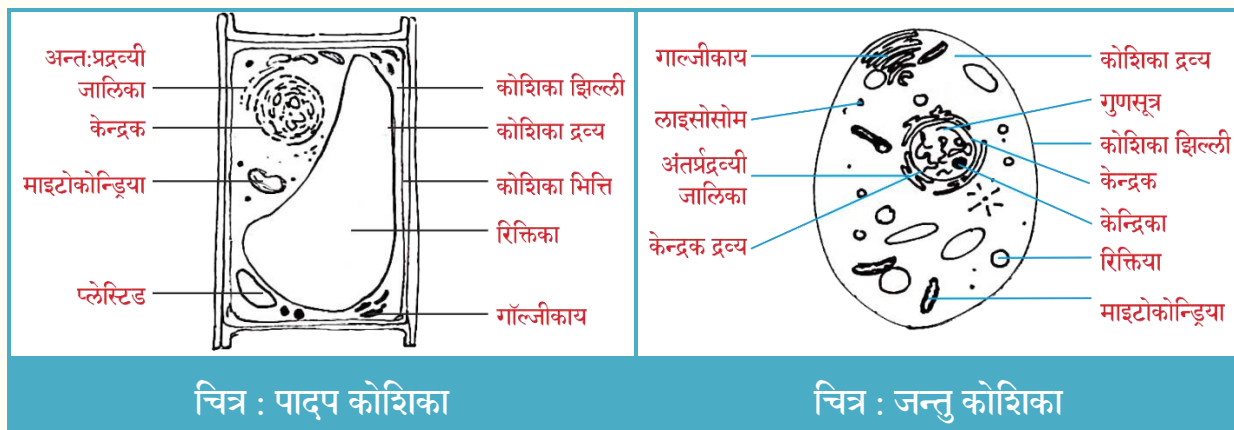 अन्त:प्रद्रव्यी
जालिका
केन्द्रक
माइटोकोन्ड्रिया
प्लेस्टिड
कोशिका झिल्ली
कोशिका द्रव्य
कोशिका भित्ति
रिक्तिका
गॉल्जीकाय
चित्र : पादप कोशिका
गाल्जीकाय
लाइसोसोम
अंतर्प्रद्रव्यी
जालिका
केन्द्रक द्रव्य
कोशिका द्रव्य
गुणसूत्र
कोशिका झिल्ली
केन्द्रक
केन्द्रिका
रिक्तिया
माइटोकोन्ड्रिया
चित्र : जन्तु कोशिका